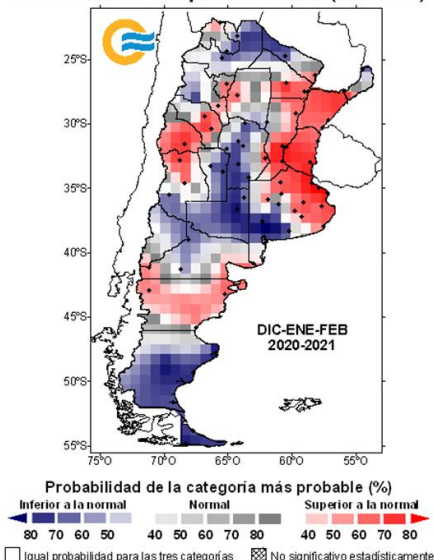 25°S
30°S
35°S
40°S
45°S
50°S
55°S
DIC-ENE-FEB
2020-2021
75°O 70°O 65°O 60°O 55°O
Probabilidad de la categoría más probable (%)
Inferior a la normal Normal Superior a la normal
80 70 60 50 40 50 60 70 80 40 50 60 70 80
Igual probabilidad para las tres categorías No significativo estadísticamente